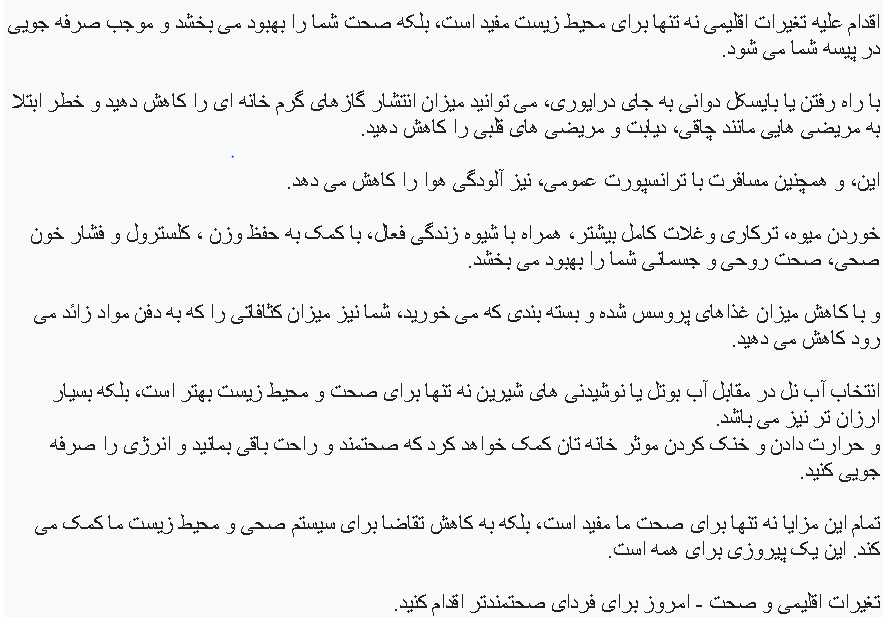 اقدام علیه تغیرات اقلیمی نه تنها برای محیط زیست مفید است، بلکه صحت شما را بهبود می بخشد و موجب صرفه جویی
در پیسه شما می شود.
با راه رفتن یا بایسکل دوانی به جای درایوری، می توانید میزان انتشار گازهای گرم خانه ای را کاهش دهید و خطر ابتلا
به مریضی هایی مانند چاقی، دیابت و مریضی های قلبی را کاهش دهید.
این، و همچنین مسافرت با ترانسپورت عمومی، نیز آلودگی هوا را کاهش می دهد.
خوردن میوه، ترکاری وغلات کامل بیشتر، همراه با شیوه زندگی فعال، با کمک به حفظ وزن ، کلسترول و فشار خون
صحی، صحت روحی و جسمانی شما را بهبود می بخشد.
و با کاهش میزان غذاهای پروسس شده و بسته بندی که می خورید، شما نیز میزان کثافاتی را که به دفن مواد زائد می
رود کاهش می دهید.
انتخاب آب نل در مقابل آب بوتل یا نوشیدنی های شیرین نه تنها برای صحت و محیط زیست بهتر است، بلکه بسیار
ارزان تر نیز می باشد.
و حرارت دادن و خنک کردن موثر خانه تان کمک خواهد کرد که صحتمند و راحت باقی بمانید و انرژی را صرفه
جویی کنید.
تمام این مزایا نه تنها برای صحت ما مفید است، بلکه به کاهش تقاضا برای سیستم صحی و محیط زیست ما کمک می
کند. این یک پیروزی برای همه است.
تغیرات اقلیمی و صحت - امروز برای فردای صحتمندتر اقدام کنید.